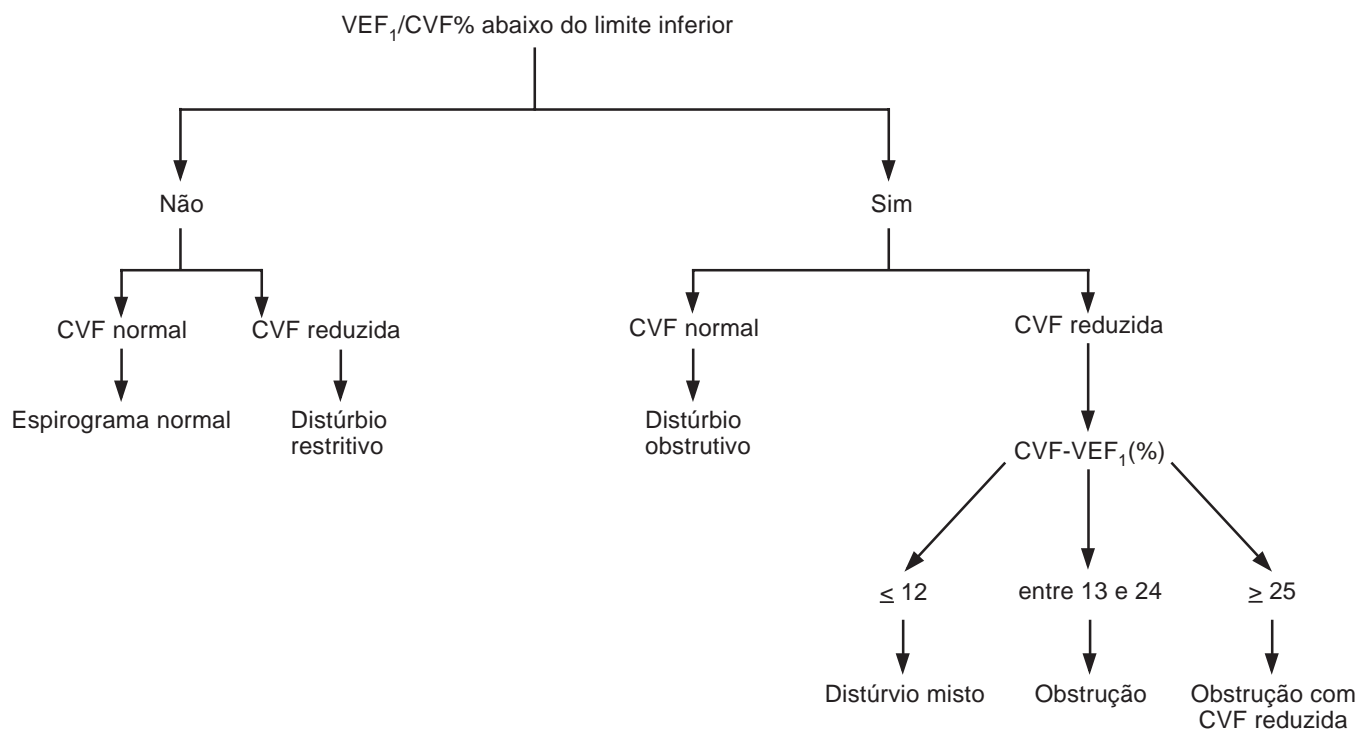 VEF₁/CVF% abaixo do limite inferior
Não
Sim
CVF normal
CVF reduzida
CVF normal
CVF reduzida
Espirograma normal
Distúrbio
restritivo
Distúrbio
obstrutivo
CVF-VEF₁(%)
≤ 12
entre 13 e 24
≥ 25
Distúrvio misto
Obstrução
Obstrução com
CVF reduzida